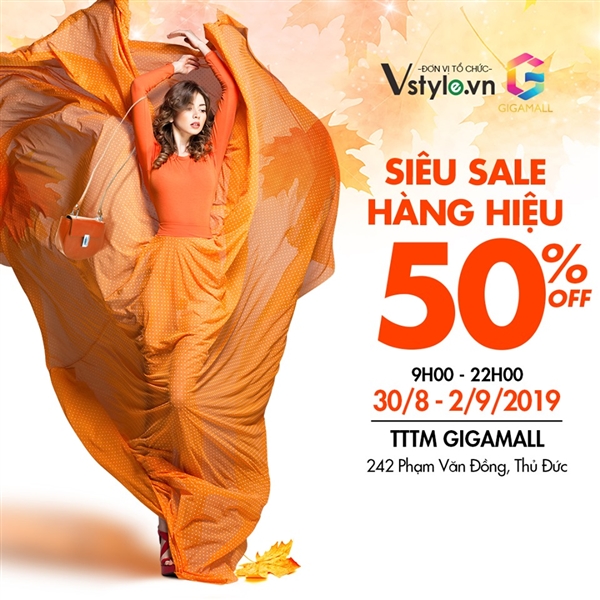 -ĐƠN VỊ TỔ CHỨC-
Vstyle.vn
GIGAMALL
SIÊU SALE
HÀNG HIỆU
50% OFF
9H00 - 22H00
30/8 - 2/9/2019
TTTM GIGAMALL
242 Phạm Văn Đồng, Thủ Đức